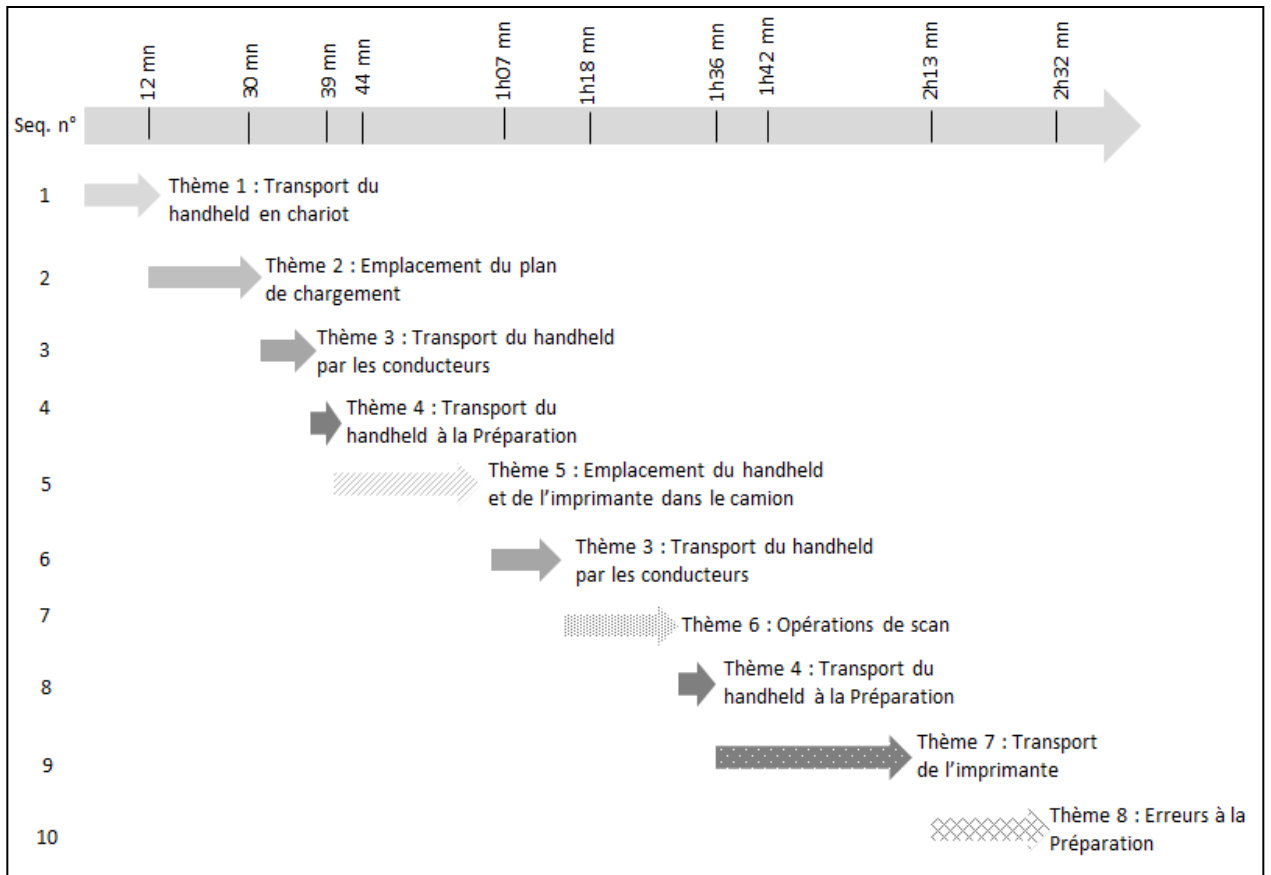 12 mn
30 mn
39 mn
44 mn
1h07 mn
1h18 mn
1h36 mn
1h42 mn
2h13 mn
2h32 mn
Seq. n°
1
Thème 1 : Transport du
handheld en chariot
2
Thème 2 : Emplacement du plan
de chargement
3
Thème 3 : Transport du handheld
par les conducteurs
4
Thème 4 : Transport du
handheld à la Préparation
5
Thème 5 : Emplacement du handheld
et de l’imprimante dans le camion
6
Thème 3 : Transport du handheld
par les conducteurs
7
Thème 6 : Opérations de scan
8
Thème 4 : Transport du
handheld à la Préparation
9
Thème 7 : Transport
de l’imprimante
10
Thème 8 : Erreurs à la
Préparation